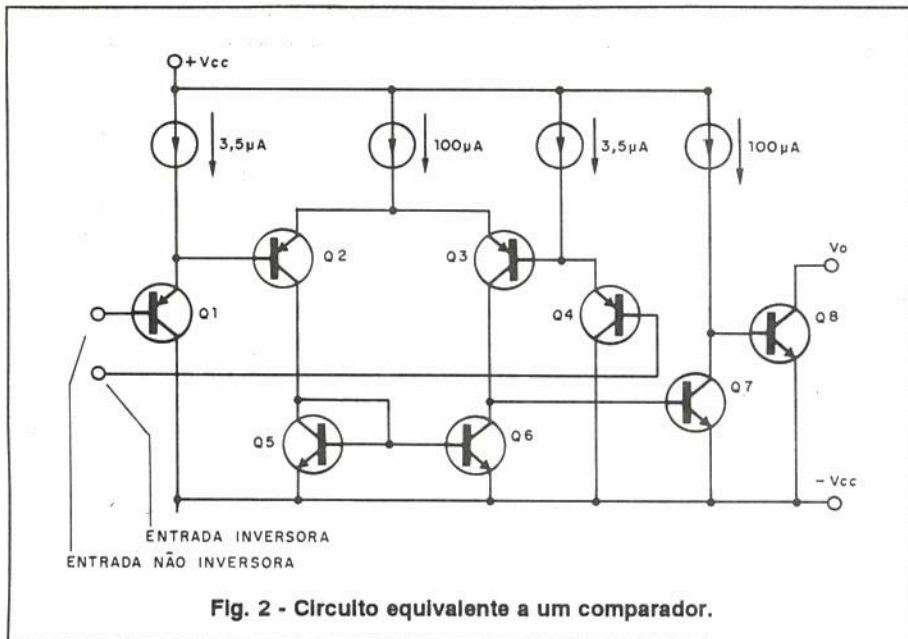 +Vcc
3,5µA
100µA
3,5µA
100µA
Q2
Q3
Vo
Q1
Q4
Q8
Q7
Q5
Q6
-Vcc
ENTRADA INVERSORA
ENTRADA NÃO INVERSORA
Fig. 2 - Circuito equivalente a um comparador.